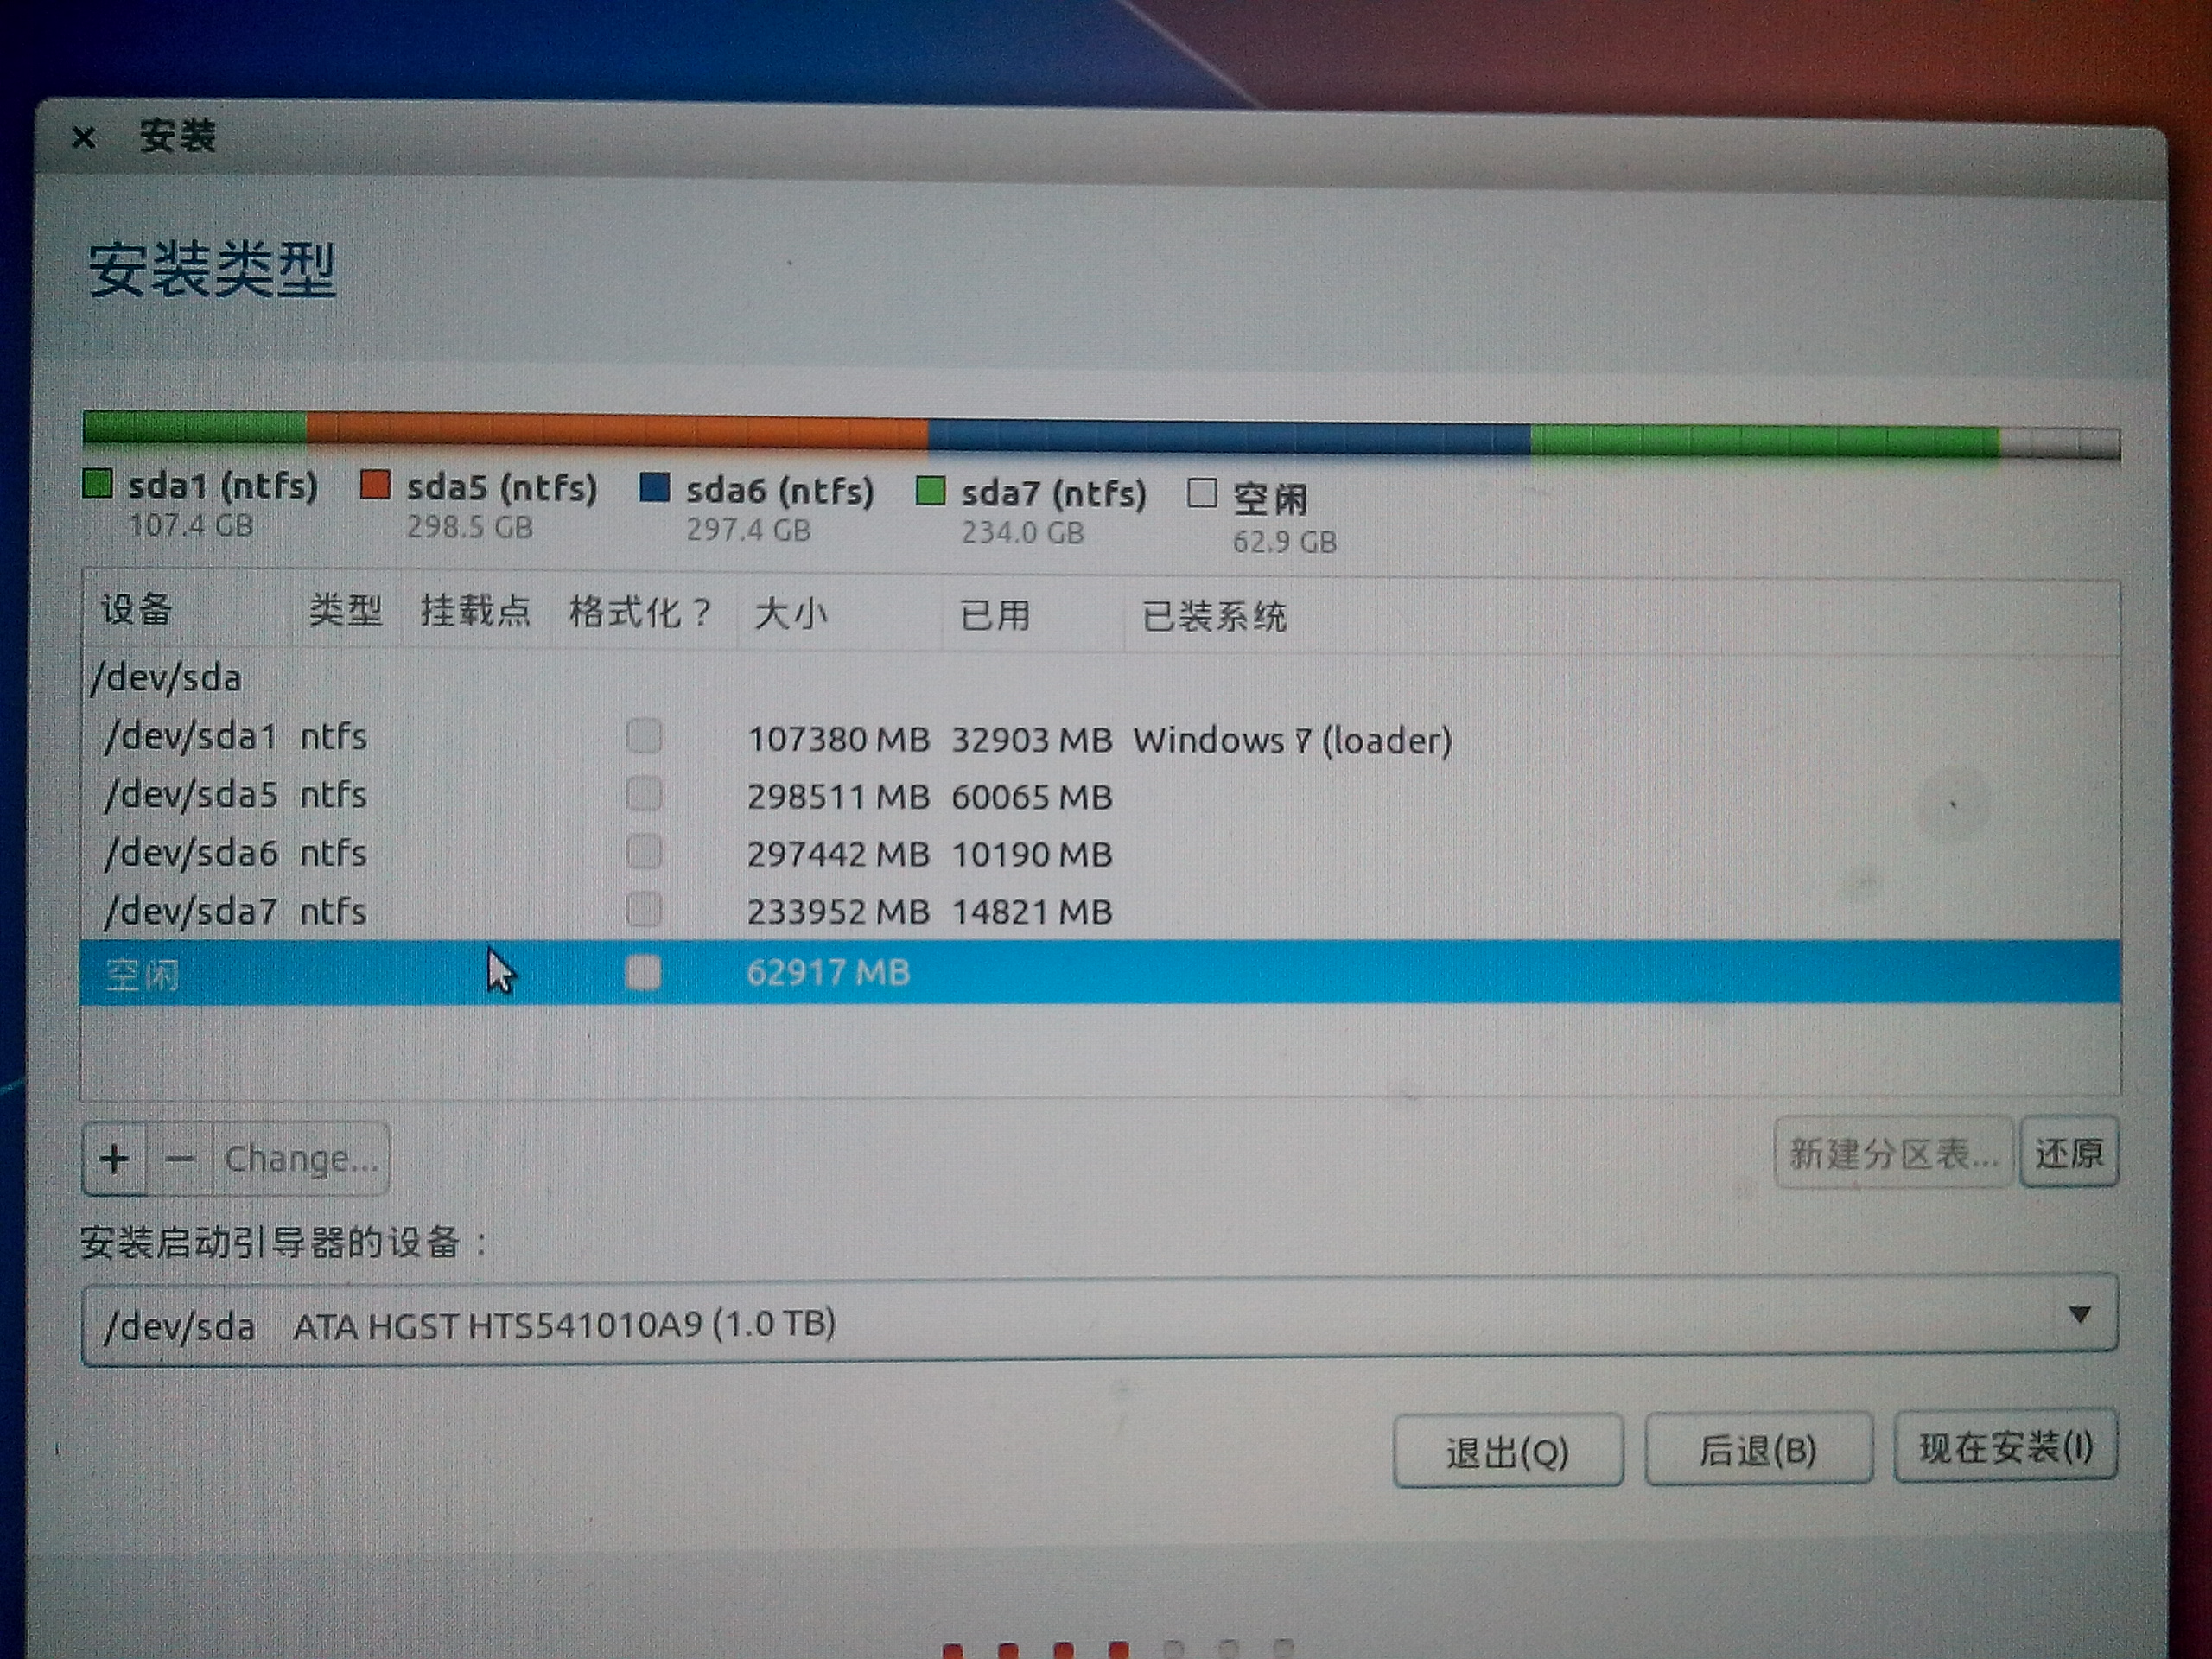 安装
安装类型
sda1 (ntfs) sda5 (ntfs) sda6 (ntfs) sda7 (ntfs) 空闲
107.4 GB 298.5 GB 297.4 GB 234.0 GB 62.9 GB
设备 类型 挂载点 格式化？ 大小 已用 已装系统
/dev/sda
/dev/sda1 ntfs 107380 MB 32903 MB Windows 7 (loader)
/dev/sda5 ntfs 298511 MB 60065 MB
/dev/sda6 ntfs 297442 MB 10190 MB
/dev/sda7 ntfs 233952 MB 14821 MB
空闲 62917 MB
+ − Change... 新建分区表... 还原
安装启动引导器的设备：
/dev/sda ATA HGST HTS541010A9 (1.0 TB)
退出(Q) 后退(B) 现在安装(I)